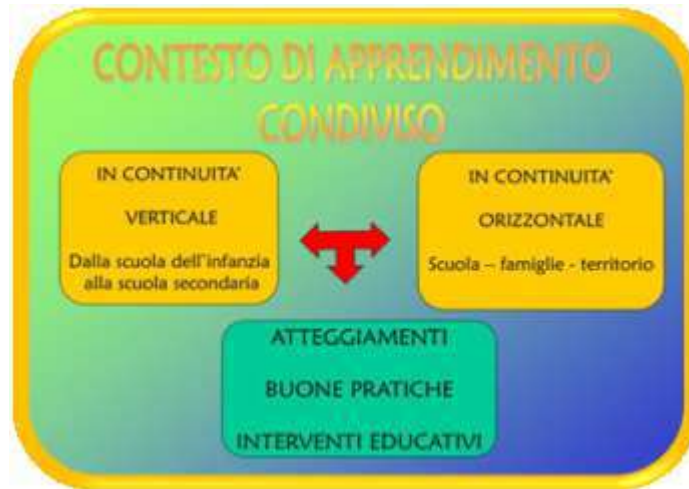 CONTESTO DI APPRENDIMENTO
CONDIVISO
IN CONTINUITA'
VERTICALE
Dalla scuola dell'infanzia
alla scuola secondaria
IN CONTINUITA'
ORIZZONTALE
Scuola – famiglie - territorio
ATTEGGIAMENTI
BUONE PRATICHE
INTERVENTI EDUCATIVI